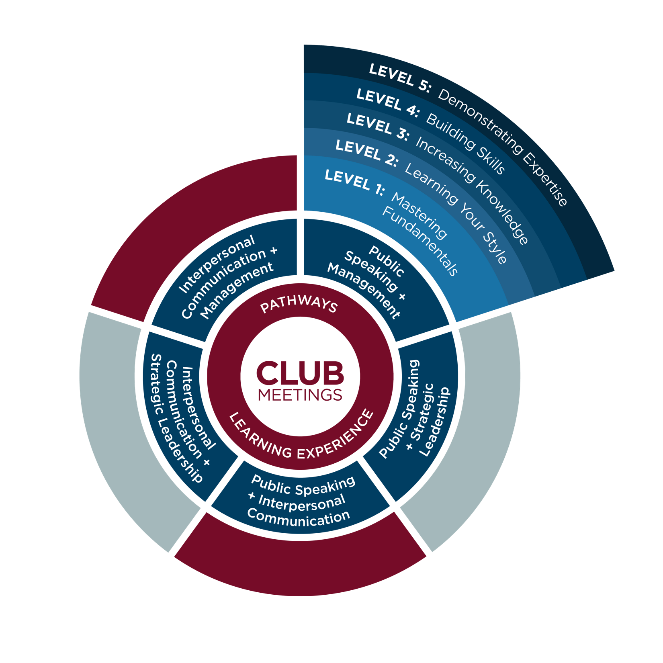 LEVEL 5: Demonstrating Expertise
LEVEL 4: Building Skills
LEVEL 3: Increasing Knowledge
LEVEL 2: Learning Your Style
LEVEL 1: Mastering
Fundamentals
Interpersonal
Communication +
Management
Public
Speaking +
Management
PATHWAYS
CLUB
MEETINGS
LEARNING EXPERIENCE
Interpersonal
Communication +
Strategic Leadership
Public Speaking
+ Strategic
Leadership
Public Speaking
+ Interpersonal
Communication